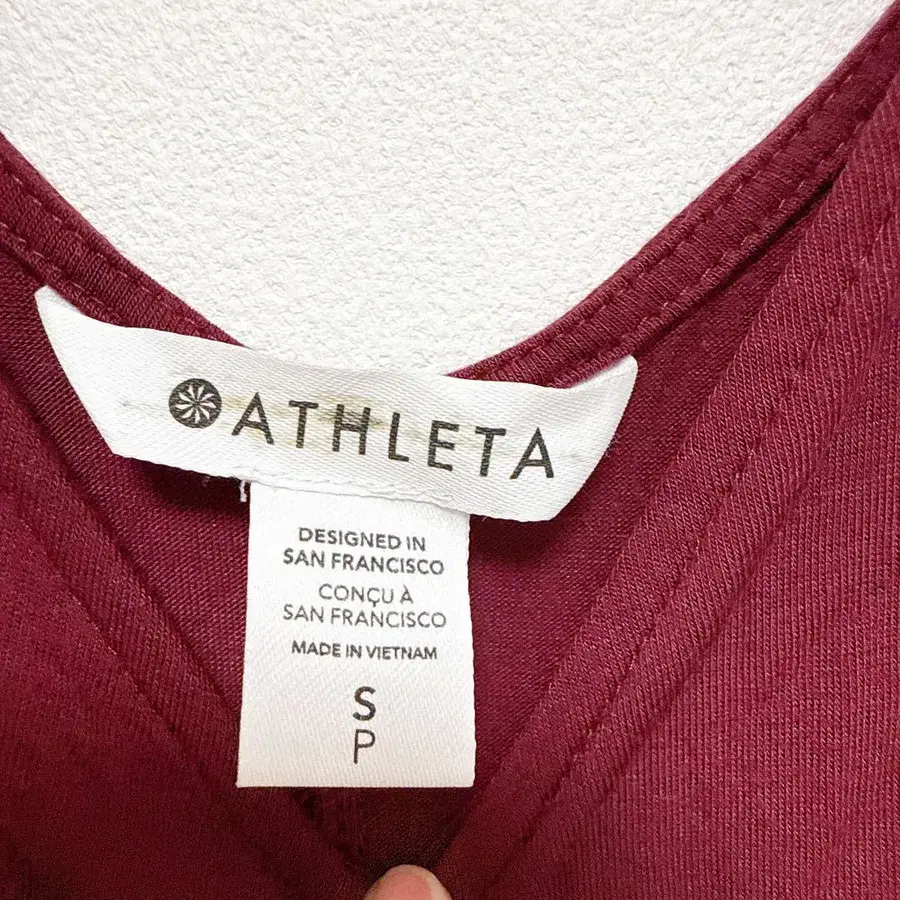 ATHLETA
DESIGNED IN
SAN FRANCISCO
CONÇU À
SAN FRANCISCO
MADE IN VIETNAM
S
P